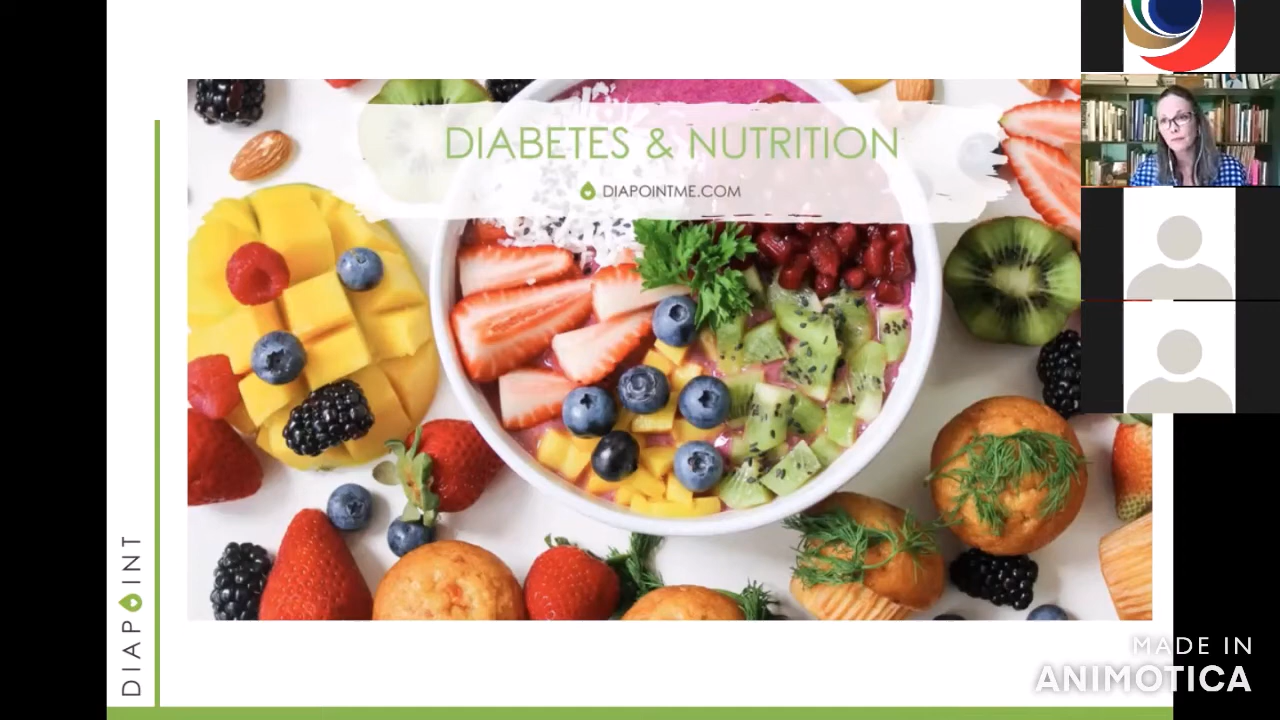 DIABETES & NUTRITION
DIAPOINTME.COM
DIAPOINT
MADE IN
ANIMOTICA